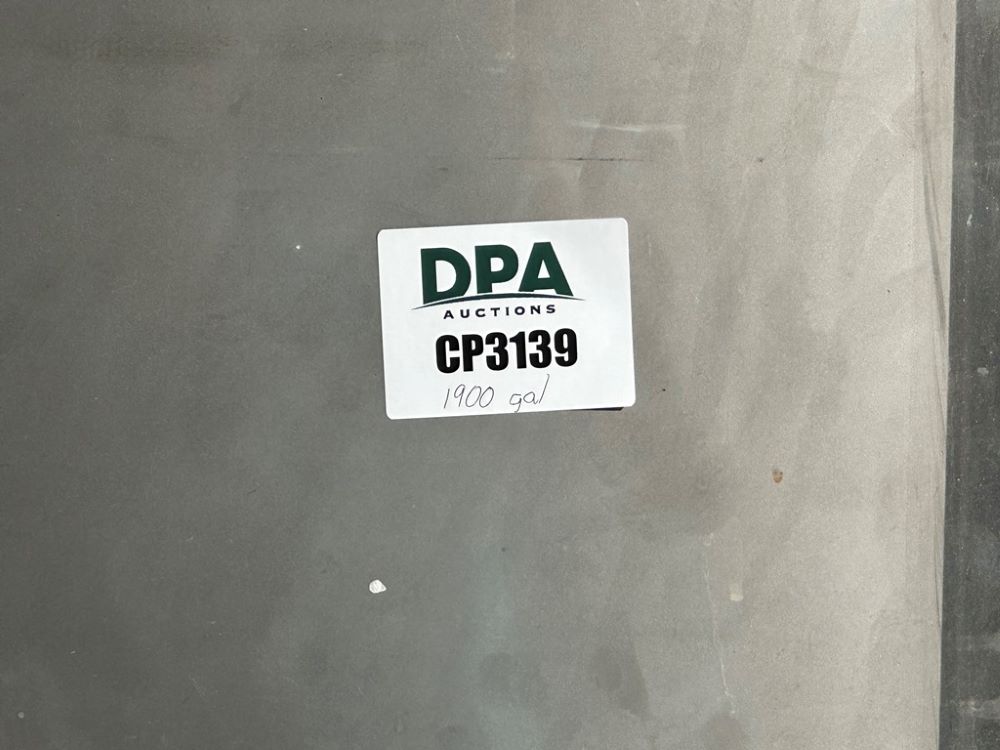 DPA
AUCTIONS
CP3139
1900 gal